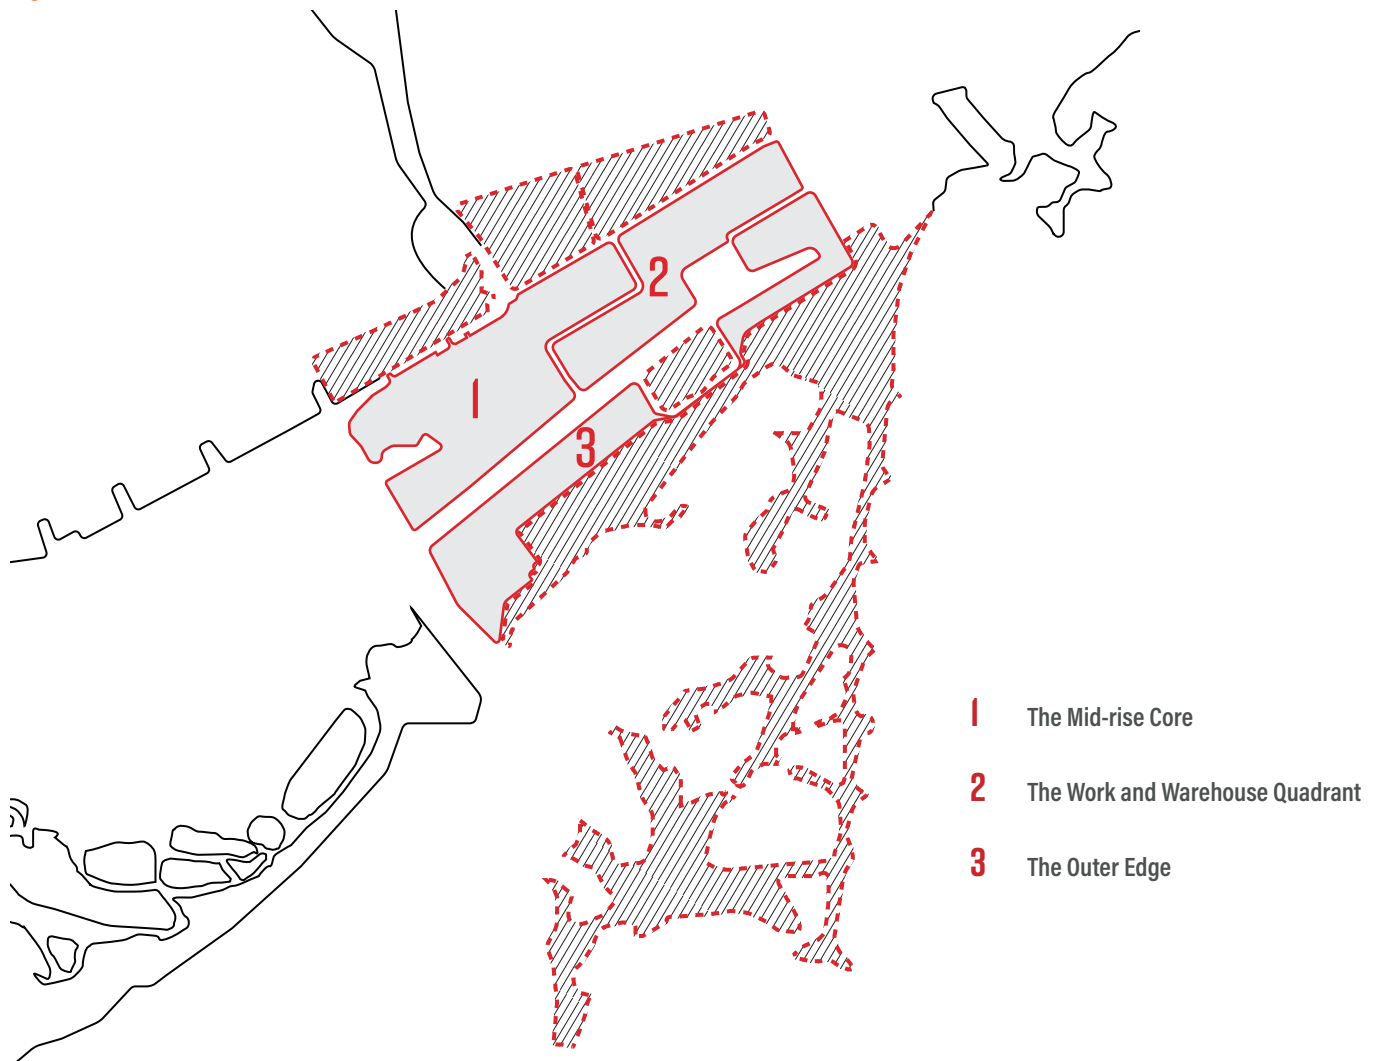 2
1
3
1 The Mid-rise Core
2 The Work and Warehouse Quadrant
3 The Outer Edge